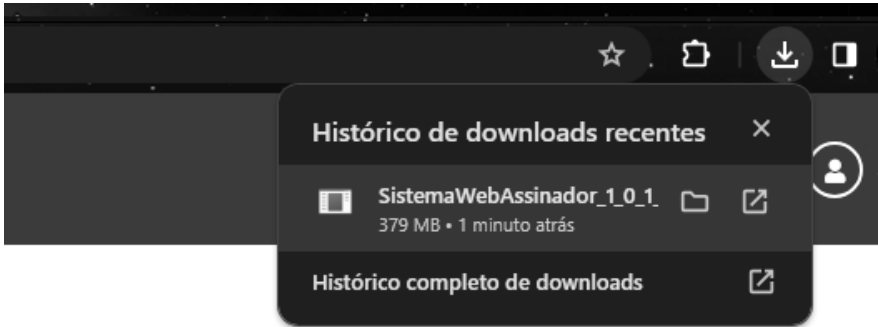 Histórico de downloads recentes
SistemaWebAssinador_1_0_1_
379 MB • 1 minuto atrás
Histórico completo de downloads